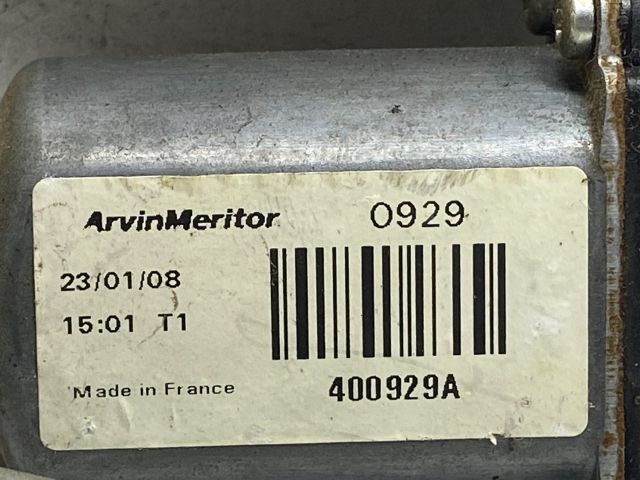 ArvinMeritor 0929
23/01/08
15:01 T1
Made in France
400929A